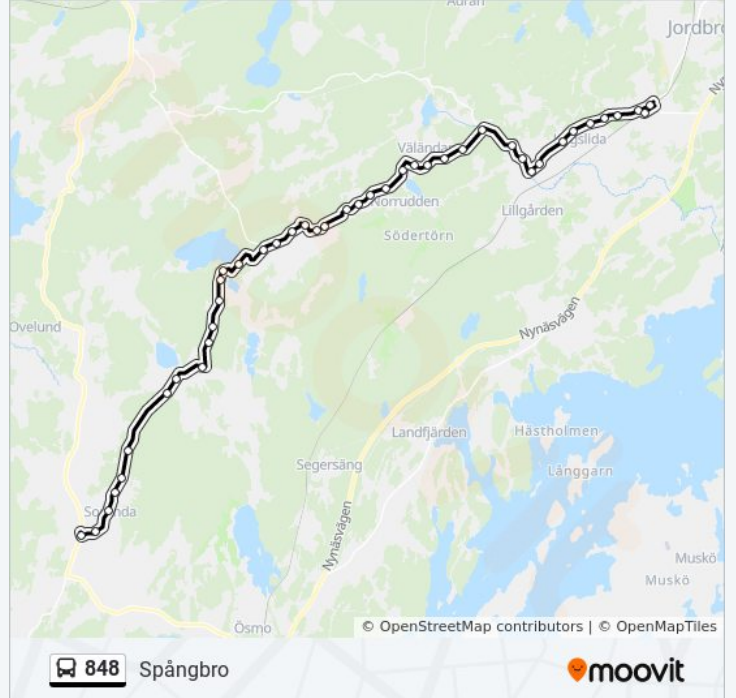 Jordbro
Väländan
Norrudden
Lillgården
Södertörn
Ovelund
Nynäsvägen
Landfjärden
Hästholmen
Segersäng
Långgarn
Nynäsvägen
Muskö
Muskö
Ösmo
© OpenStreetMap contributors | © OpenMapTiles
848 Spångbro
moovit